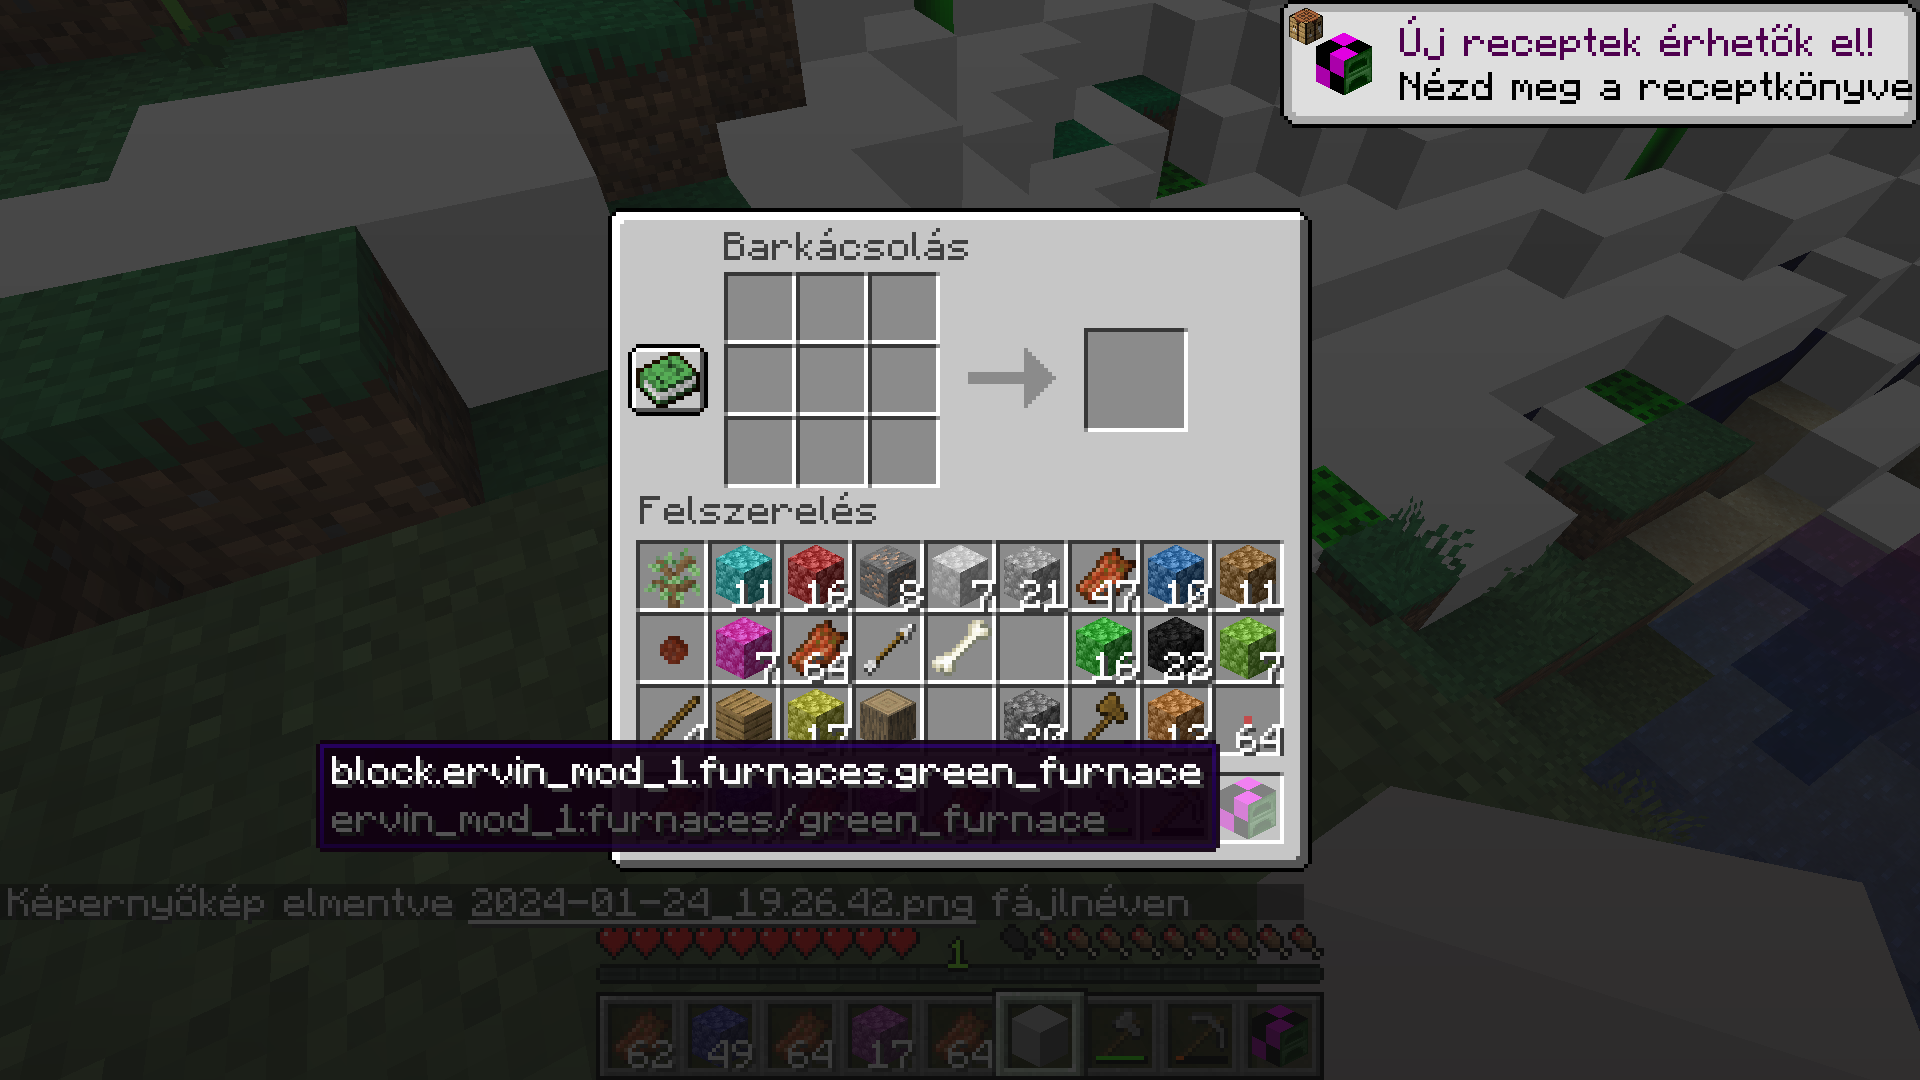 Új receptek érhetők el!
Nézd meg a receptkönyve
Barkácsolás
Felszerelés
11 16 8 7 21 47 10 11
7 64 16 22 7
4 17 30 13 64
block.ervin_mod_1.furnaces.green_furnace
ervin_mod_1:furnaces/green_furnace
Képernyőkép elmentve 2024-01-24_19.26.42.png fájlnéven
1
62 49 64 17 64